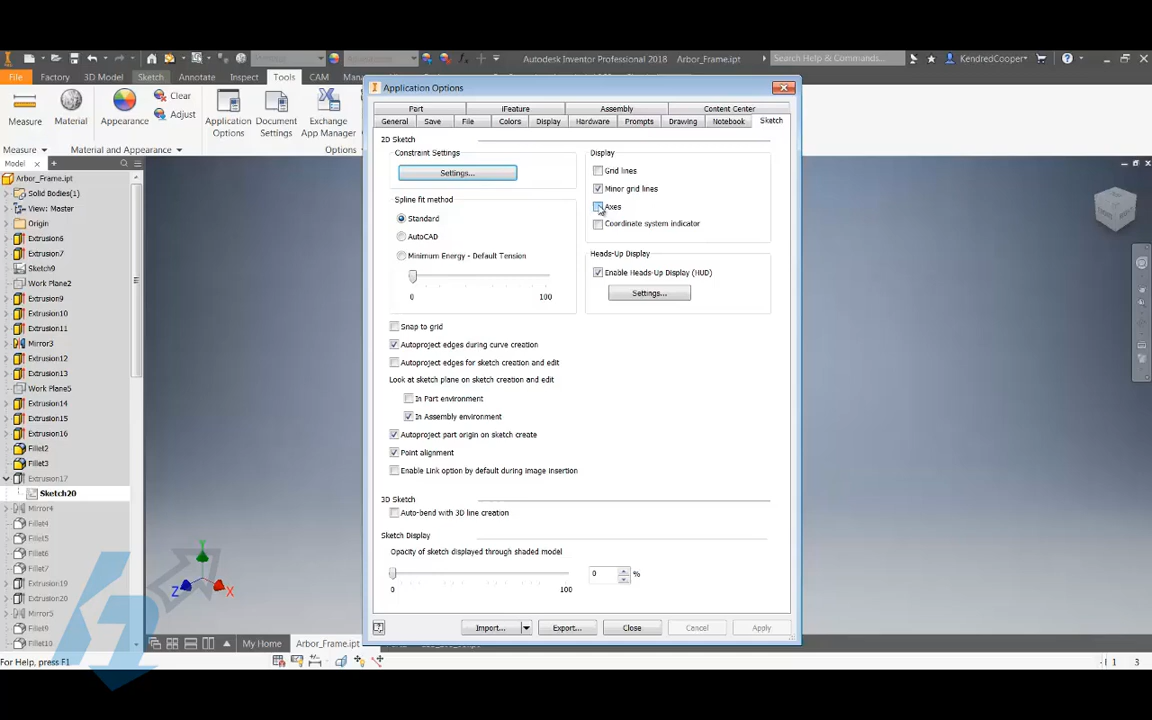 Autodesk Inventor Professional 2018 Arbor_Frame.ipt
Search Help & Commands...
KendredCooper
File
Factory
3D Model
Sketch
Annotate
Inspect
Tools
CAM
Measure
Material
Appearance
Clear
Adjust
Application Options
Document Settings
Exchange App Manager
Measure
Material and Appearance
Options
Model
Arbor_Frame.ipt
Solid Bodies(1)
View: Master
Origin
Extrusion6
Extrusion7
Sketch9
Work Plane2
Extrusion9
Extrusion10
Extrusion11
Mirror3
Extrusion12
Extrusion13
Work Plane5
Extrusion14
Extrusion15
Extrusion16
Fillet2
Fillet3
Extrusion17
Sketch20
Mirror4
Fillet4
Fillet5
Fillet6
Fillet7
Extrusion19
Extrusion20
Mirror5
Fillet9
Fillet10
Application Options
Part
iFeature
Assembly
Content Center
General
Save
File
Colors
Display
Hardware
Prompts
Drawing
Notebook
Sketch
2D Sketch
Constraint Settings
Settings...
Spline fit method
Standard
AutoCAD
Minimum Energy - Default Tension
0 100
Display
Grid lines
Minor grid lines
Axes
Coordinate system indicator
Heads-Up Display
Enable Heads-Up Display (HUD)
Settings...
Snap to grid
Autoproject edges during curve creation
Autoproject edges for sketch creation and edit
Look at sketch plane on sketch creation and edit
In Part environment
In Assembly environment
Autoproject part origin on sketch create
Point alignment
Enable Link option by default during image insertion
3D Sketch
Auto-bend with 3D line creation
Sketch Display
Opacity of sketch displayed through shaded model
0 100
0 %
Import...
Export...
Close
Cancel
Apply
Y
Z
X
My Home
Arbor_Frame.ipt
For Help, press F1
1 3